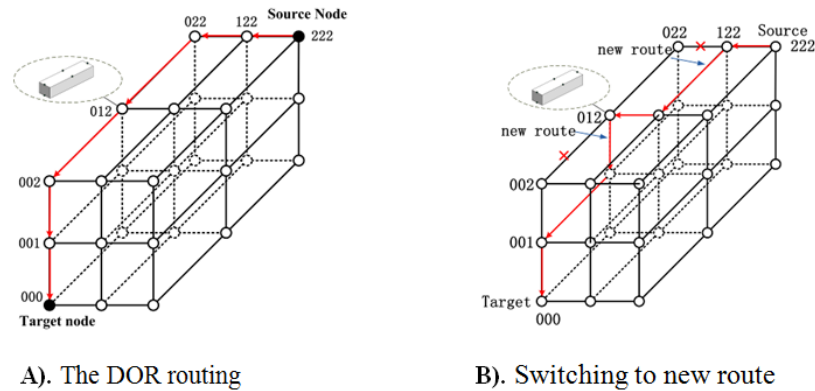 Source Node
022 122
222
012
002
001
000
Target node
022 122 Source
222
new route
012
new route
002
001
Target
000
A). The DOR routing
B). Switching to new route